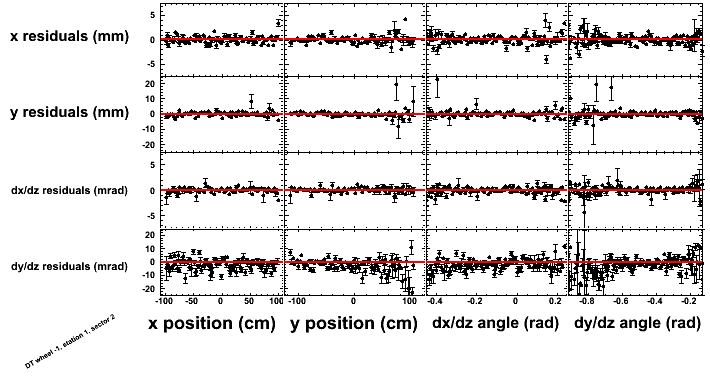 x residuals (mm)
5
0
-5
y residuals (mm)
20
10
0
-10
-20
dx/dz residuals (mrad)
5
0
-5
dy/dz residuals (mrad)
20
10
0
-10
-20
-100 -50 0 50 100 -100 0 100 -0.4 -0.2 0 0.2 -0.8 -0.6 -0.4 -0.2
x position (cm) y position (cm) dx/dz angle (rad) dy/dz angle (rad)
DT wheel -1, station 1, sector 2